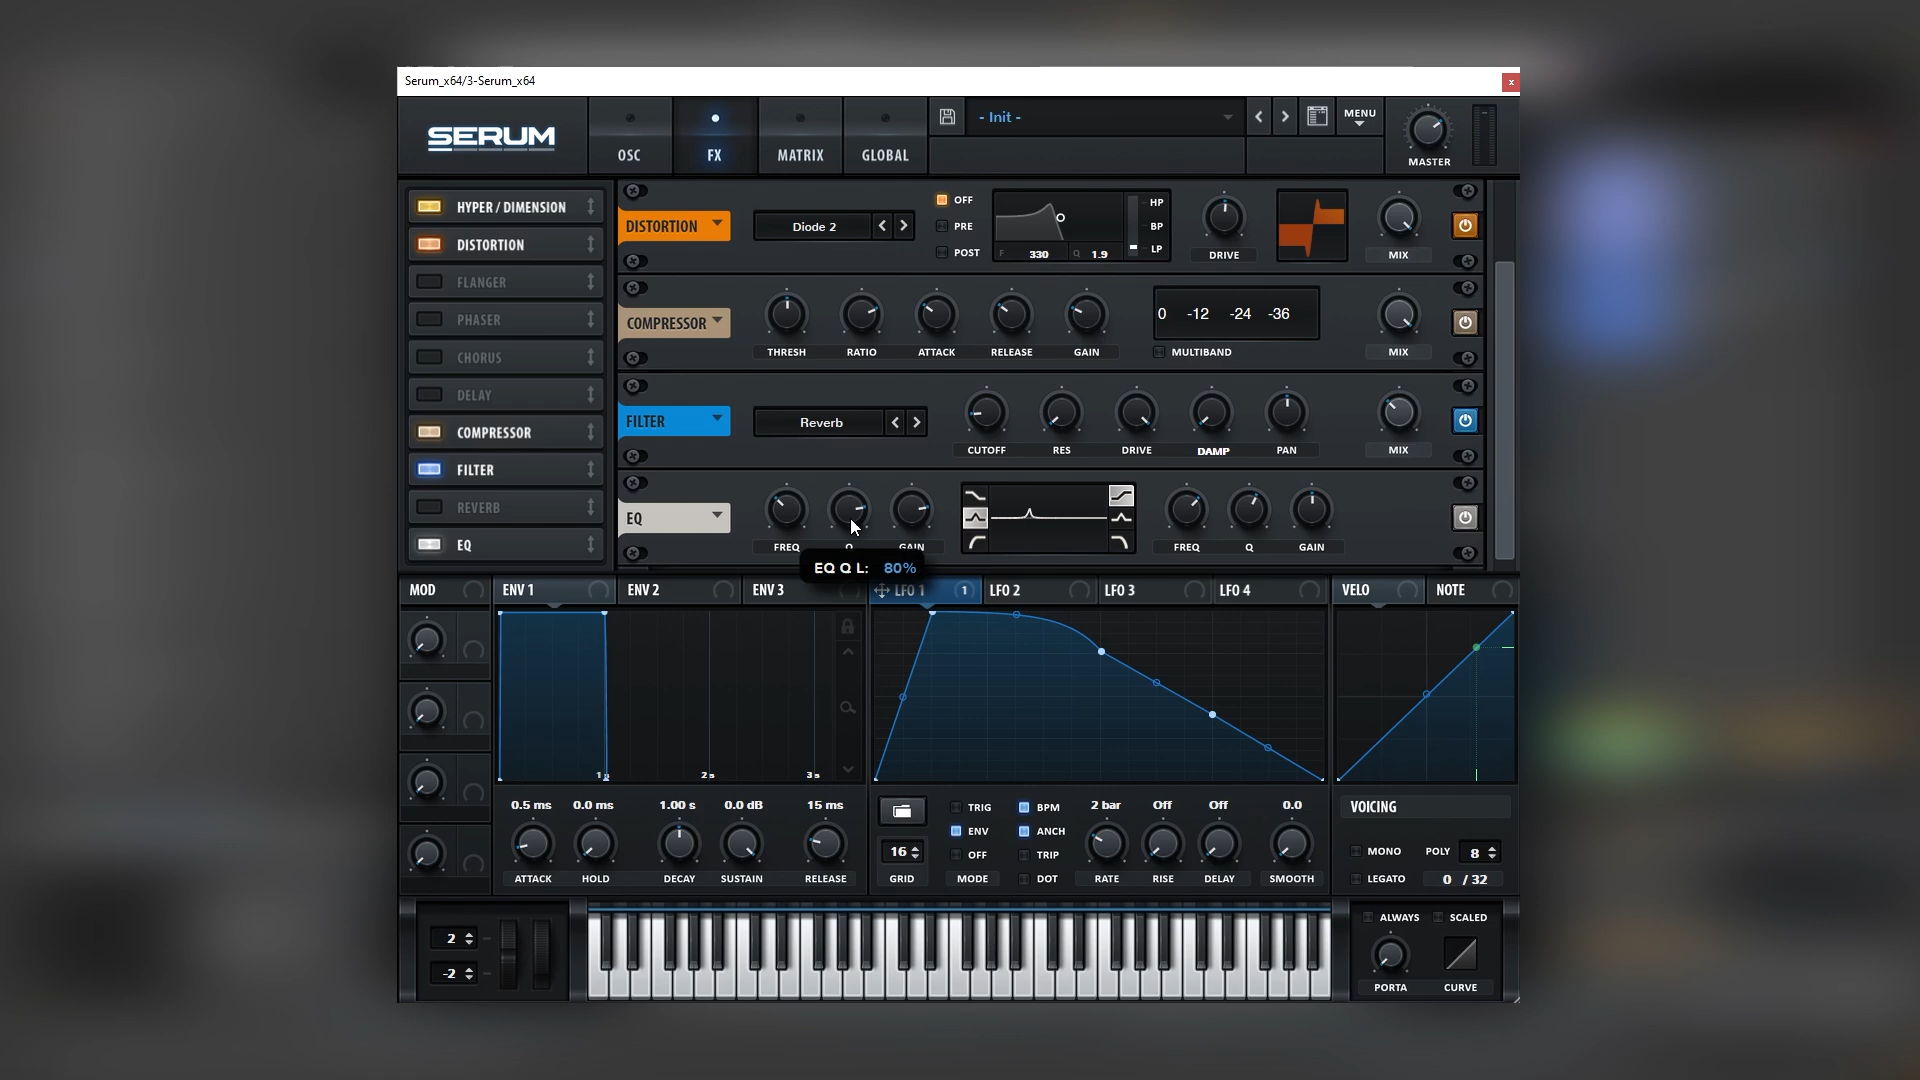 Serum_x64/3-Serum_x64
x
SERUM
OSC
FX
MATRIX
GLOBAL
- Init -
MENU
MASTER
HYPER / DIMENSION
DISTORTION
FLANGER
PHASER
CHORUS
DELAY
COMPRESSOR
FILTER
REVERB
EQ
DISTORTION
Diode 2
OFF
PRE
POST
F 330 Q 1.9
HP
BP
LP
DRIVE
MIX
COMPRESSOR
THRESH
RATIO
ATTACK
RELEASE
GAIN
0 -12 -24 -36
MULTIBAND
MIX
FILTER
Reverb
CUTOFF
RES
DRIVE
DAMP
PAN
MIX
EQ
FREQ
Q
GAIN
FREQ
Q
GAIN
EQ Q L: 80%
MOD
ENV 1
ENV 2
ENV 3
LFO 1
1
LFO 2
LFO 3
LFO 4
VELO
NOTE
1s
2s
3s
0.5 ms
0.0 ms
1.00 s
0.0 dB
15 ms
ATTACK
HOLD
DECAY
SUSTAIN
RELEASE
16
GRID
TRIG
ENV
OFF
MODE
BPM
ANCH
TRIP
DOT
2 bar
Off
Off
0.0
RATE
RISE
DELAY
SMOOTH
VOICING
MONO
POLY
8
LEGATO
0 / 32
2
-2
ALWAYS
SCALED
PORTA
CURVE